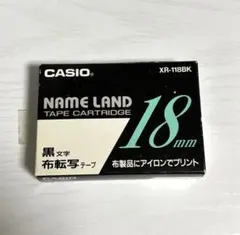 CASIO
XR-118BK
NAME LAND
TAPE CARTRIDGE
18mm
黒文字
布転写テープ
布製品にアイロンでプリント
CASIO